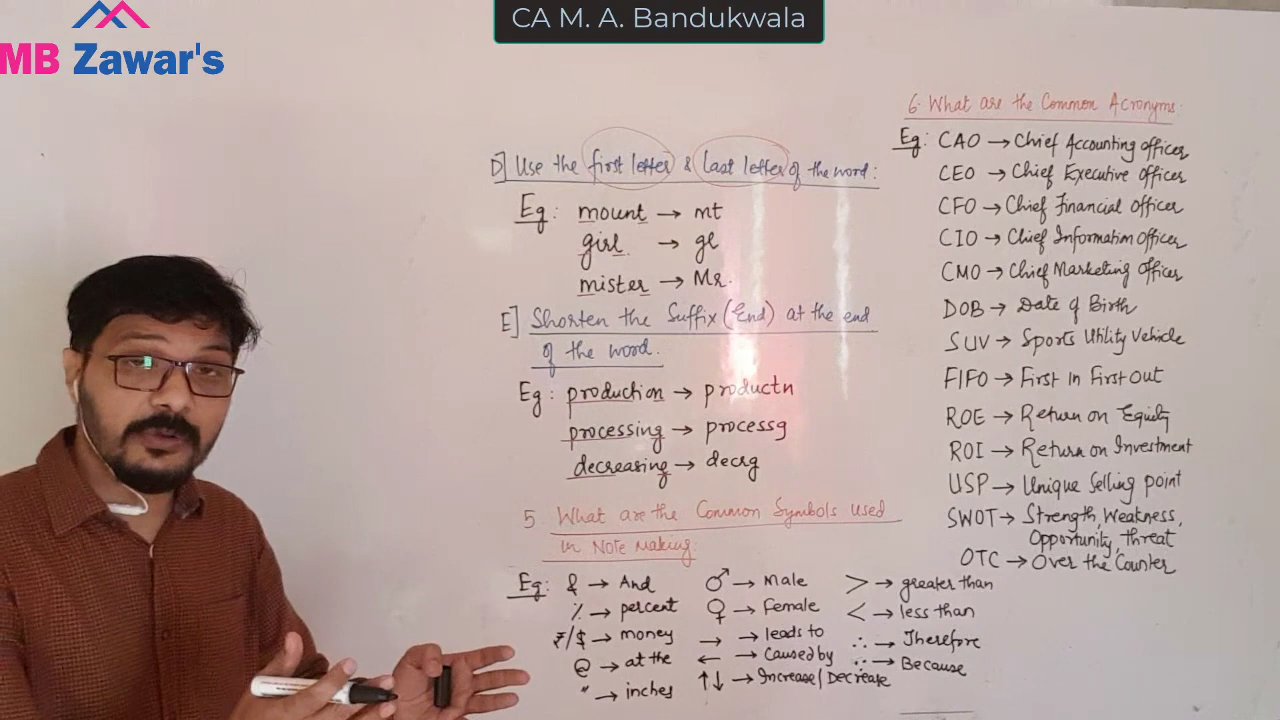 CA M. A. Bandukwala
MB Zawar's
D] Use the first letter & last letter of the word:
Eg: mount → mt
girl → gl
mister → Mr.
E] Shorten the Suffix (End) at the end
of the word.
Eg: production → productn
processing → processg
decreasing → decrg
5. What are the Common Symbols used
in Note Making:
Eg: & → And
% → percent
₹/$ → money
@ → at the
" → inches
♂ → Male
♀ → Female
→ → leads to
← → Caused by
↑↓ → Increase/Decrease
> → greater than
< → less than
∴ → Therefore
∵ → Because
6. What are the Common Acronyms:
Eg: CAO → Chief Accounting officer
CEO → Chief Executive officer
CFO → Chief Financial officer
CIO → Chief Information officer
CMO → Chief Marketing officer
DOB → Date of Birth
SUV → Sports Utility Vehicle
FIFO → First In First Out
ROE → Return on Equity
ROI → Return on Investment
USP → Unique Selling point
SWOT → Strength, Weakness,
Opportunity, threat
OTC → Over the Counter